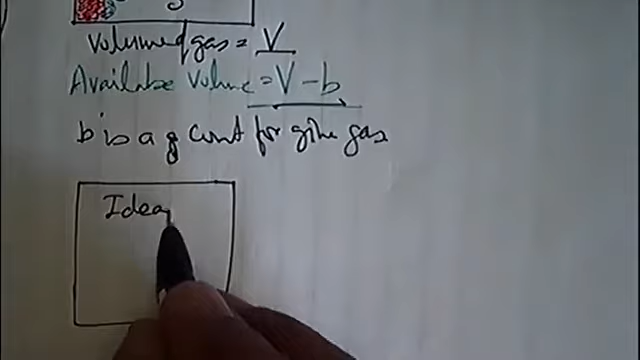 Volume of gas = V
Available Volume = V - b
b is a g const for given gas
Idea